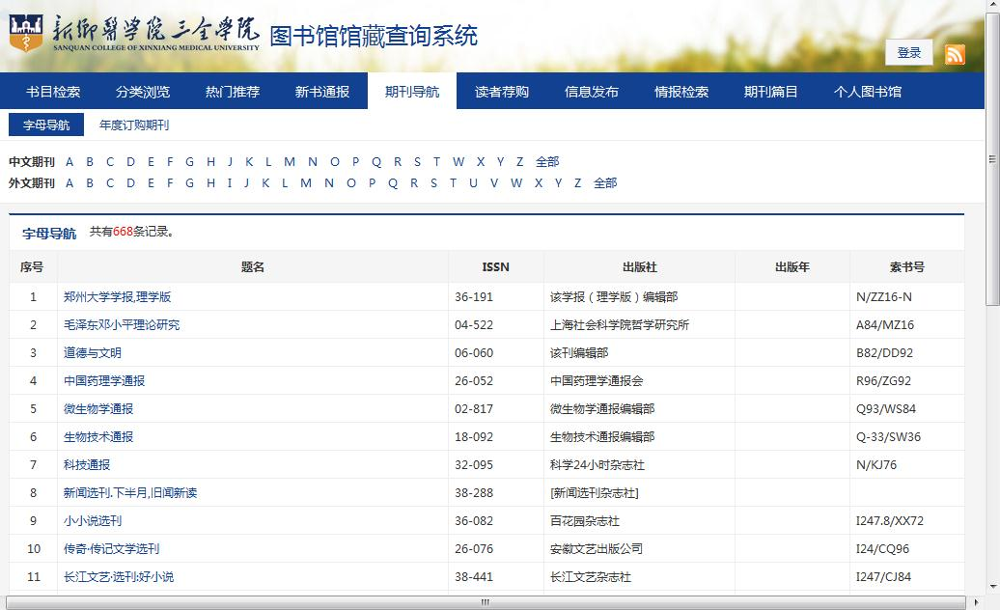 新乡醫学院三全学院 图书馆馆藏查询系统
SANQUAN COLLEGE OF XINXIANG MEDICAL UNIVERSITY
登录
书目检索 分类浏览 热门推荐 新书通报 期刊导航 读者荐购 信息发布 情报检索 期刊篇目 个人图书馆
字母导航 年度订购期刊
中文期刊 A B C D E F G H J K L M N O P Q R S T W X Y Z 全部
外文期刊 A B C D E F G H I J K L M N O P Q R S T U V W X Y Z 全部
字母导航 共有668条记录。
序号 题名 ISSN 出版社 出版年 索书号
1 郑州大学学报,理学版 36-191 该学报（理学版）编辑部 N/ZZ16-N
2 毛泽东邓小平理论研究 04-522 上海社会科学院哲学研究所 A84/MZ16
3 道德与文明 06-060 该刊编辑部 B82/DD92
4 中国药理学通报 26-052 中国药理学通报会 R96/ZG92
5 微生物学通报 02-817 微生物学通报编辑部 Q93/WS84
6 生物技术通报 18-092 生物技术通报编辑部 Q-33/SW36
7 科技通报 32-095 科学24小时杂志社 N/KJ76
8 新闻选刊.下半月,旧闻新读 38-288 [新闻选刊杂志社]
9 小小说选刊 36-082 百花园杂志社 I247.8/XX72
10 传奇·传记文学选刊 26-076 安徽文艺出版公司 I24/CQ96
11 长江文艺·选刊:好小说 38-441 长江文艺杂志社 I247/CJ84